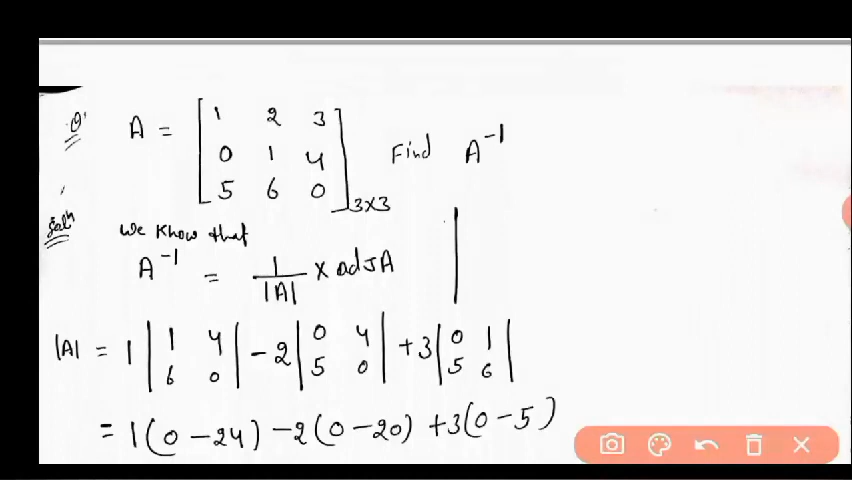 Q. A = [ 1 2 3
0 1 4
5 6 0 ]3×3 Find A⁻¹
Solⁿ We know that
A⁻¹ = 1/|A| × adJA
|A| = 1 | 1 4 ; 6 0 | - 2 | 0 4 ; 5 0 | + 3 | 0 1 ; 5 6 |
= 1(0 - 24) - 2(0 - 20) + 3(0 - 5)